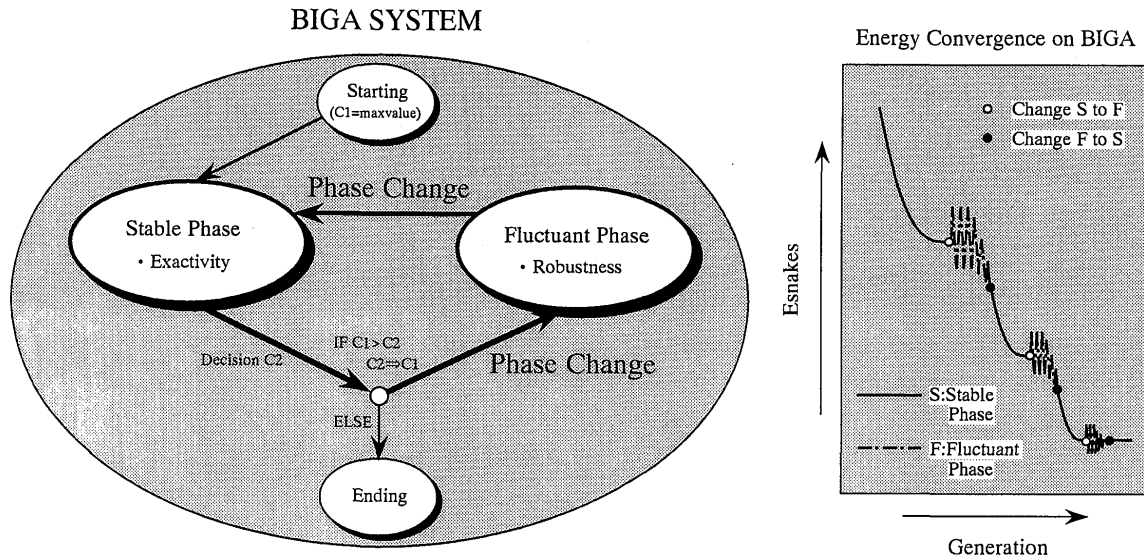 BIGA SYSTEM
Starting
(C1=maxvalue)
Phase Change
Stable Phase
・Exactivity
Fluctuant Phase
・Robustness
Decision C2
IF C1>C2
C2⇒C1
Phase Change
ELSE
Ending
Energy Convergence on BIGA
Change S to F
Change F to S
Esnakes
S:Stable
Phase
F:Fluctuant
Phase
Generation